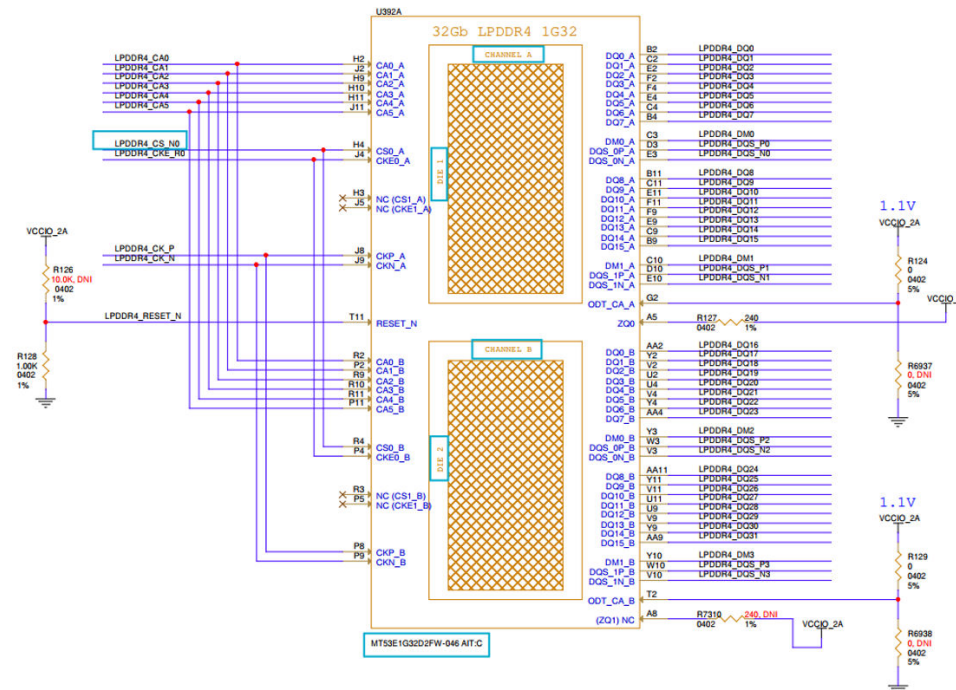 U392A
32Gb LPDDR4 1G32
CHANNEL A
DIE 1
LPDDR4_CA0 H2 CA0_A
LPDDR4_CA1 J2 CA1_A
LPDDR4_CA2 H9 CA2_A
LPDDR4_CA3 H10 CA3_A
LPDDR4_CA4 H11 CA4_A
LPDDR4_CA5 J11 CA5_A
LPDDR4_CS_N0 H4 CS0_A
LPDDR4_CKE_R0 J4 CKE0_A
H3 NC (CS1_A)
J5 NC (CKE1_A)
LPDDR4_CK_P J8 CKP_A
LPDDR4_CK_N J9 CKN_A
VCCIO_2A
R126
10.0K, DNI
0402
1%
LPDDR4_RESET_N T11 RESET_N
R128
1.00K
0402
1%
DQ0_A B2 LPDDR4_DQ0
DQ1_A C2 LPDDR4_DQ1
DQ2_A E2 LPDDR4_DQ2
DQ3_A F2 LPDDR4_DQ3
DQ4_A F4 LPDDR4_DQ4
DQ5_A E4 LPDDR4_DQ5
DQ6_A C4 LPDDR4_DQ6
DQ7_A B4 LPDDR4_DQ7
DM0_A C3 LPDDR4_DM0
DQS_0P_A D3 LPDDR4_DQS_P0
DQS_0N_A E3 LPDDR4_DQS_N0
DQ8_A B11 LPDDR4_DQ8
DQ9_A C11 LPDDR4_DQ9
DQ10_A E11 LPDDR4_DQ10
DQ11_A F11 LPDDR4_DQ11
DQ12_A F9 LPDDR4_DQ12
DQ13_A E9 LPDDR4_DQ13
DQ14_A C9 LPDDR4_DQ14
DQ15_A B9 LPDDR4_DQ15
DM1_A C10 LPDDR4_DM1
DQS_1P_A D10 LPDDR4_DQS_P1
DQS_1N_A E10 LPDDR4_DQS_N1
ODT_CA_A G2
ZQ0 A5 R127 240
0402 1%
1.1V
VCCIO_2A
R124
0
0402
5%
VCCIO_
R6937
0, DNI
0402
5%
CHANNEL B
DIE 2
R2 CA0_B
P2 CA1_B
R9 CA2_B
R10 CA3_B
R11 CA4_B
P11 CA5_B
R4 CS0_B
P4 CKE0_B
R3 NC (CS1_B)
P5 NC (CKE1_B)
P8 CKP_B
P9 CKN_B
DQ0_B AA2 LPDDR4_DQ16
DQ1_B Y2 LPDDR4_DQ17
DQ2_B V2 LPDDR4_DQ18
DQ3_B U2 LPDDR4_DQ19
DQ4_B U4 LPDDR4_DQ20
DQ5_B V4 LPDDR4_DQ21
DQ6_B Y4 LPDDR4_DQ22
DQ7_B AA4 LPDDR4_DQ23
DM0_B Y3 LPDDR4_DM2
DQS_0P_B W3 LPDDR4_DQS_P2
DQS_0N_B V3 LPDDR4_DQS_N2
DQ8_B AA11 LPDDR4_DQ24
DQ9_B Y11 LPDDR4_DQ25
DQ10_B V11 LPDDR4_DQ26
DQ11_B U11 LPDDR4_DQ27
DQ12_B U9 LPDDR4_DQ28
DQ13_B V9 LPDDR4_DQ29
DQ14_B Y9 LPDDR4_DQ30
DQ15_B AA9 LPDDR4_DQ31
DM1_B Y10 LPDDR4_DM3
DQS_1P_B W10 LPDDR4_DQS_P3
DQS_1N_B V10 LPDDR4_DQS_N3
ODT_CA_B T2
(ZQ1) NC A8 R7310 240, DNI
0402 1%
VCCIO_2A
1.1V
VCCIO_2A
R129
0
0402
5%
R6938
0, DNI
0402
5%
MT53E1G32D2FW-046 AIT:C